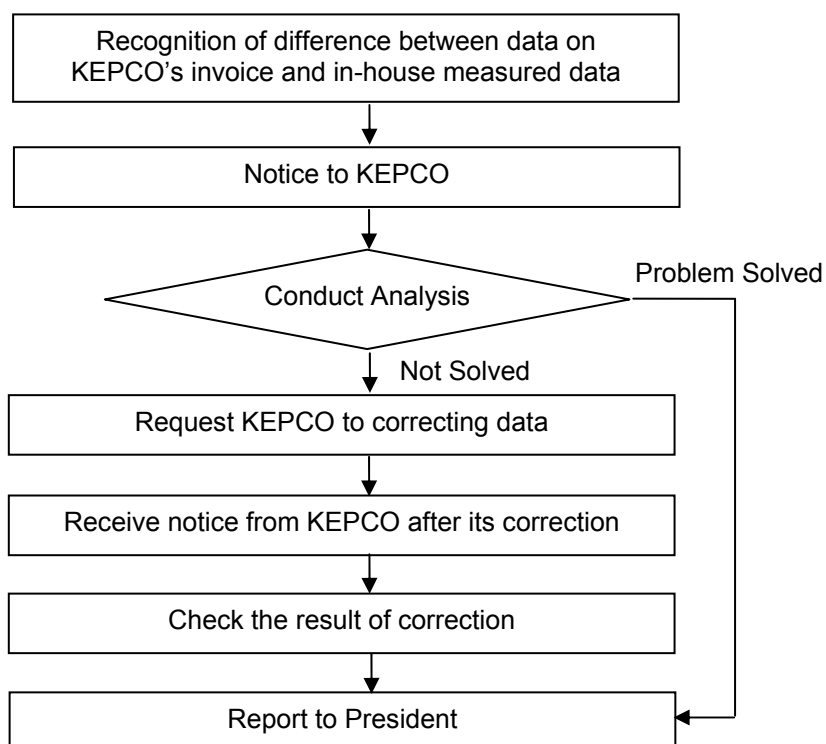 Recognition of difference between data on
KEPCO’s invoice and in-house measured data
Notice to KEPCO
Conduct Analysis
Problem Solved
Not Solved
Request KEPCO to correcting data
Receive notice from KEPCO after its correction
Check the result of correction
Report to President